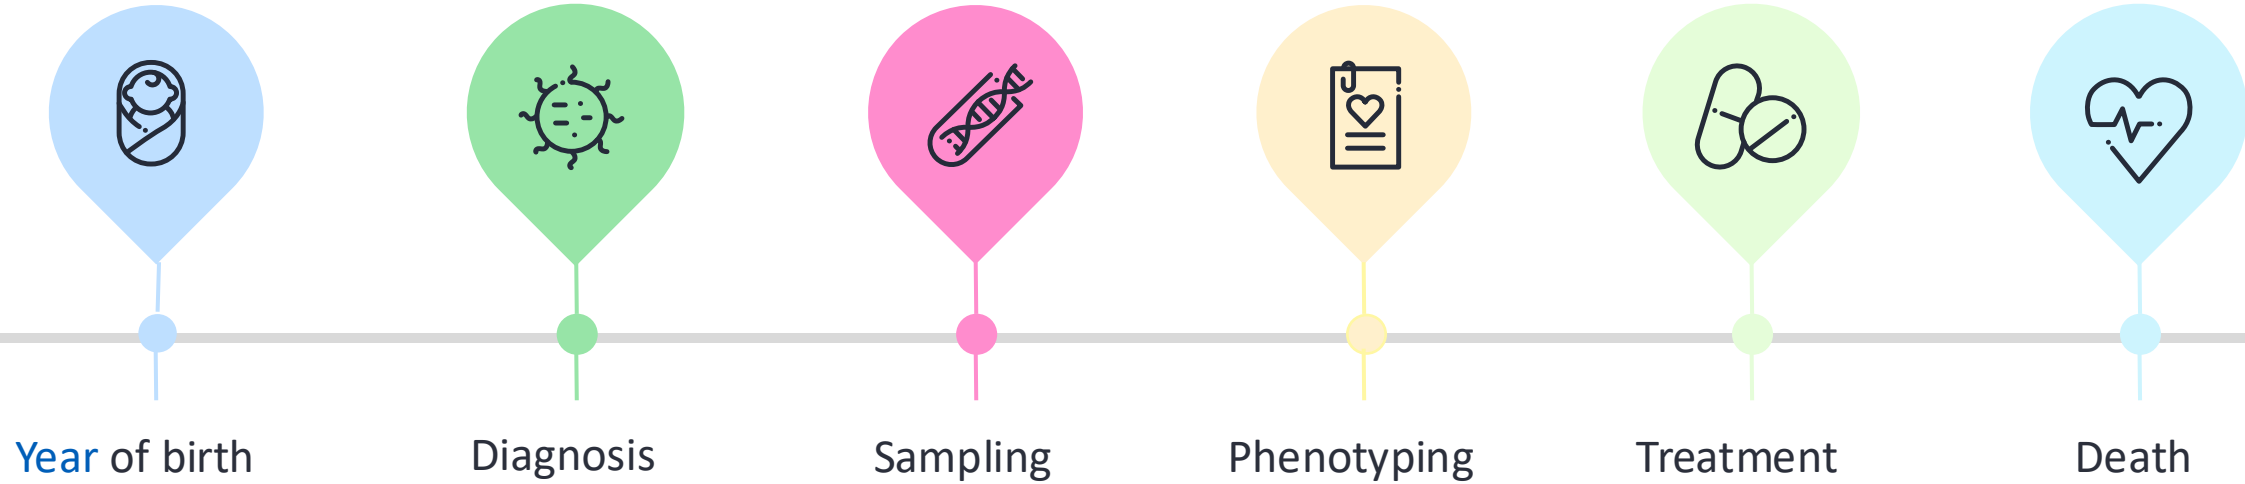 Year of birth
Diagnosis
Sampling
Phenotyping
Treatment
Death